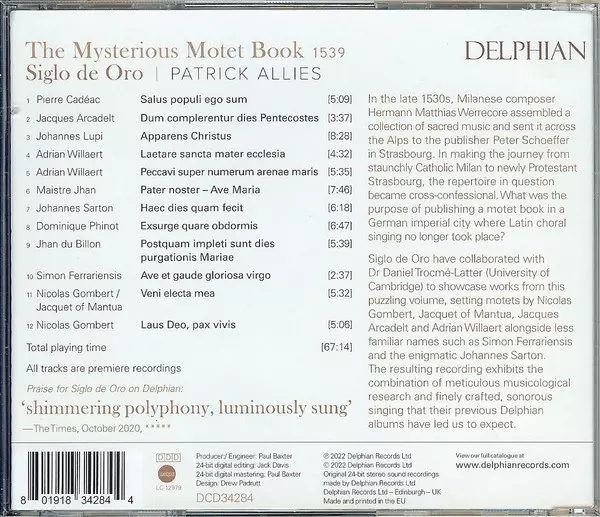 The Mysterious Motet Book 1539
Siglo de Oro | PATRICK ALLIES
DELPHIAN
1 Pierre Cadéac Salus populi ego sum [5:09]
2 Jacques Arcadelt Dum complerentur dies Pentecostes [3:37]
3 Johannes Lupi Apparens Christus [8:28]
4 Adrian Willaert Laetare sancta mater ecclesia [4:32]
5 Adrian Willaert Peccavi super numerum arenae maris [5:35]
6 Maistre Jhan Pater noster – Ave Maria [7:46]
7 Johannes Sarton Haec dies quam fecit [6:18]
8 Dominique Phinot Exsurge quare obdormis [6:47]
9 Jhan du Billon Postquam impleti sunt dies [5:39]
purgationis Mariae
10 Simon Ferrariensis Ave et gaude gloriosa virgo [2:37]
11 Nicolas Gombert / Veni electa mea [5:32]
Jacquet of Mantua
12 Nicolas Gombert Laus Deo, pax vivis [5:06]
Total playing time [67:14]
All tracks are premiere recordings
Praise for Siglo de Oro on Delphian:
‘shimmering polyphony, luminously sung’
—The Times, October 2020, *****
In the late 1530s, Milanese composer
Hermann Matthias Werrecore assembled a
collection of sacred music and sent it across
the Alps to the publisher Peter Schoeffer
in Strasbourg. In making the journey from
staunchly Catholic Milan to newly Protestant
Strasbourg, the repertoire in question
became cross-confessional. What was the
purpose of publishing a motet book in a
German imperial city where Latin choral
singing no longer took place?
Siglo de Oro have collaborated with
Dr Daniel Trocmé-Latter (University of
Cambridge) to showcase works from this
puzzling volume, setting motets by Nicolas
Gombert, Jacquet of Mantua, Jacques
Arcadelt and Adrian Willaert alongside less
familiar names such as Simon Ferrariensis
and the enigmatic Johannes Sarton.
The resulting recording exhibits the
combination of meticulous musicological
research and finely crafted, sonorous
singing that their previous Delphian
albums have led us to expect.
8 01918 34284 4
DDD
LC 12979
Producer / Engineer: Paul Baxter
24-bit digital editing: Jack Davis
24-bit digital mastering: Paul Baxter
Design: Drew Padrutt
DCD34284
℗ 2022 Delphian Records Ltd
© 2022 Delphian Records Ltd
Original 24-bit stereo sound recordings
made by Delphian Records Ltd
Delphian Records Ltd – Edinburgh – UK
Made and printed in the EU
View our full catalogue at
www.delphianrecords.com